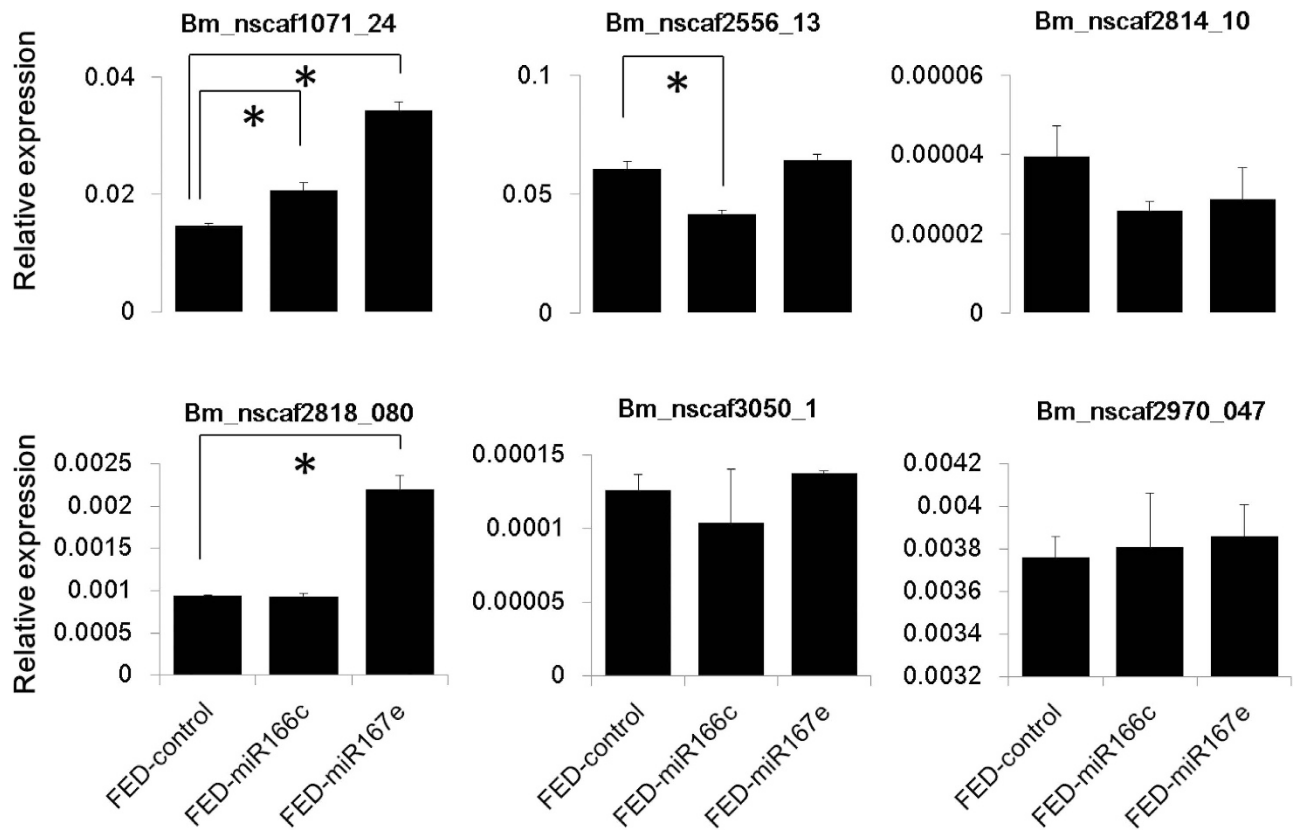 Bm_nscaf1071_24
Relative expression
0.04
0.02
0
*
*
Bm_nscaf2556_13
0.1
0.05
0
*
Bm_nscaf2814_10
0.00006
0.00004
0.00002
0
Bm_nscaf2818_080
Relative expression
0.0025
0.002
0.0015
0.001
0.0005
0
*
FED-control
FED-miR166c
FED-miR167e
Bm_nscaf3050_1
0.00015
0.0001
0.00005
0
FED-control
FED-miR166c
FED-miR167e
Bm_nscaf2970_047
0.0042
0.004
0.0038
0.0036
0.0034
0.0032
FED-control
FED-miR166c
FED-miR167e